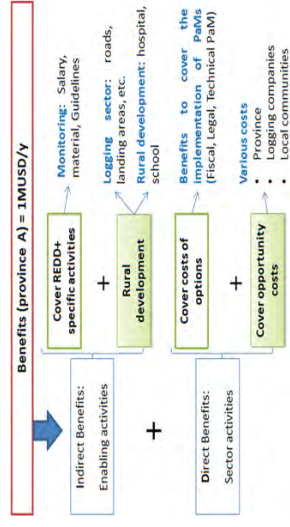 Benefits (province A) = 1MUSD/y
Indirect Benefits:
Enabling activities
+
Direct Benefits:
Sector activities
Cover REDD+
specific activities
+
Rural
development
Cover costs of
options
+
Cover opportunity
costs
Monitoring: Salary,
material, Guidelines
Logging sector: roads,
landing areas, etc.
Rural development: hospital,
school
Benefits to cover the
implementation of PaMs
(Fiscal, Legal, Technical PaM)
Various costs
• Province
• Logging companies
• Local communities